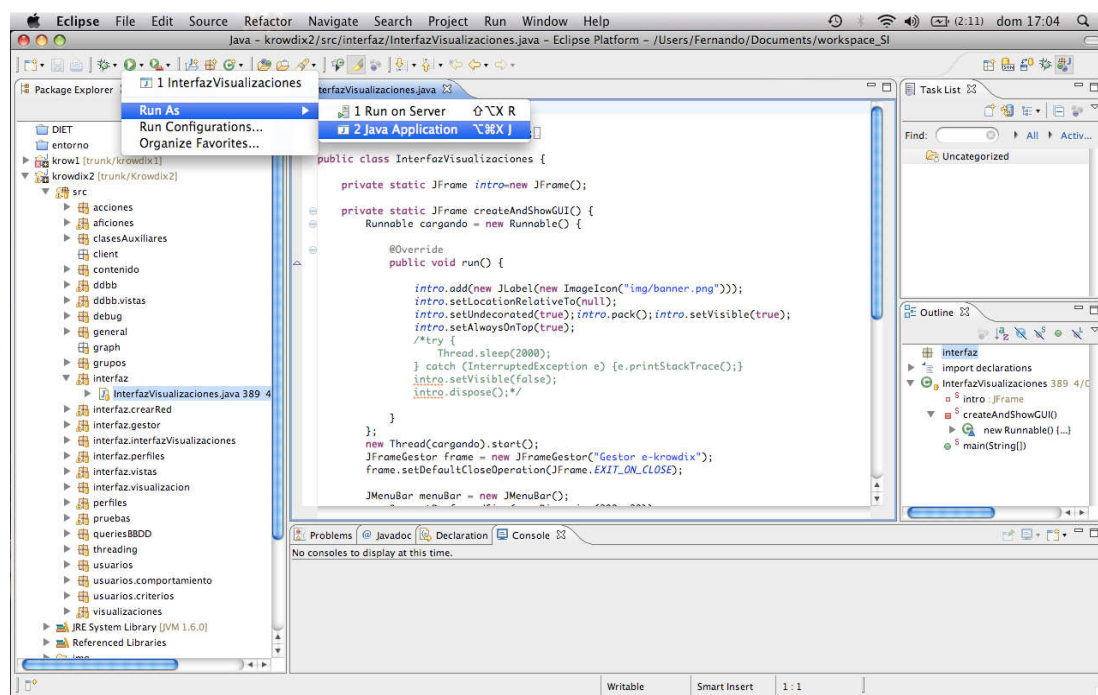 Eclipse File Edit Source Refactor Navigate Search Project Run Window Help (2:11) dom 17:04
Java – krowdix2/src/interfaz/InterfazVisualizaciones.java – Eclipse Platform – /Users/Fernando/Documents/workspace_SI
Package Explorer
1 InterfazVisualizaciones
Run As
Run Configurations...
Organize Favorites...
1 Run on Server ⇧⌥X R
2 Java Application ⌥⌘X J
DIET
entorno
krow1 [trunk/krowdix1]
krowdix2 [trunk/Krowdix2]
src
acciones
aficiones
clasesAuxiliares
client
contenido
ddbb
ddbb.vistas
debug
general
graph
grupos
interfaz
InterfazVisualizaciones.java 389 4
interfaz.crearRed
interfaz.gestor
interfaz.interfazVisualizaciones
interfaz.perfiles
interfaz.vistas
interfaz.visualizacion
perfiles
pruebas
queriesBBDD
threading
usuarios
usuarios.comportamiento
usuarios.criterios
visualizaciones
JRE System Library [JVM 1.6.0]
Referenced Libraries
terfazVisualizaciones.java
public class InterfazVisualizaciones {
private static JFrame intro=new JFrame();
private static JFrame createAndShowGUI() {
Runnable cargando = new Runnable() {
@Override
public void run() {
intro.add(new JLabel(new ImageIcon("img/banner.png")));
intro.setLocationRelativeTo(null);
intro.setUndecorated(true);intro.pack();intro.setVisible(true);
intro.setAlwaysOnTop(true);
/*try {
Thread.sleep(2000);
} catch (InterruptedException e) {e.printStackTrace();}
intro.setVisible(false);
intro.dispose();*/
}
};
new Thread(cargando).start();
JFrameGestor frame = new JFrameGestor("Gestor e-krowdix");
frame.setDefaultCloseOperation(JFrame.EXIT_ON_CLOSE);
JMenuBar menuBar = new JMenuBar();
Task List
Find: All Activ...
Uncategorized
Outline
interfaz
import declarations
InterfazVisualizaciones 389 4/0
intro : JFrame
createAndShowGUI()
new Runnable() {...}
main(String[])
Problems @ Javadoc Declaration Console
No consoles to display at this time.
Writable Smart Insert 1 : 1